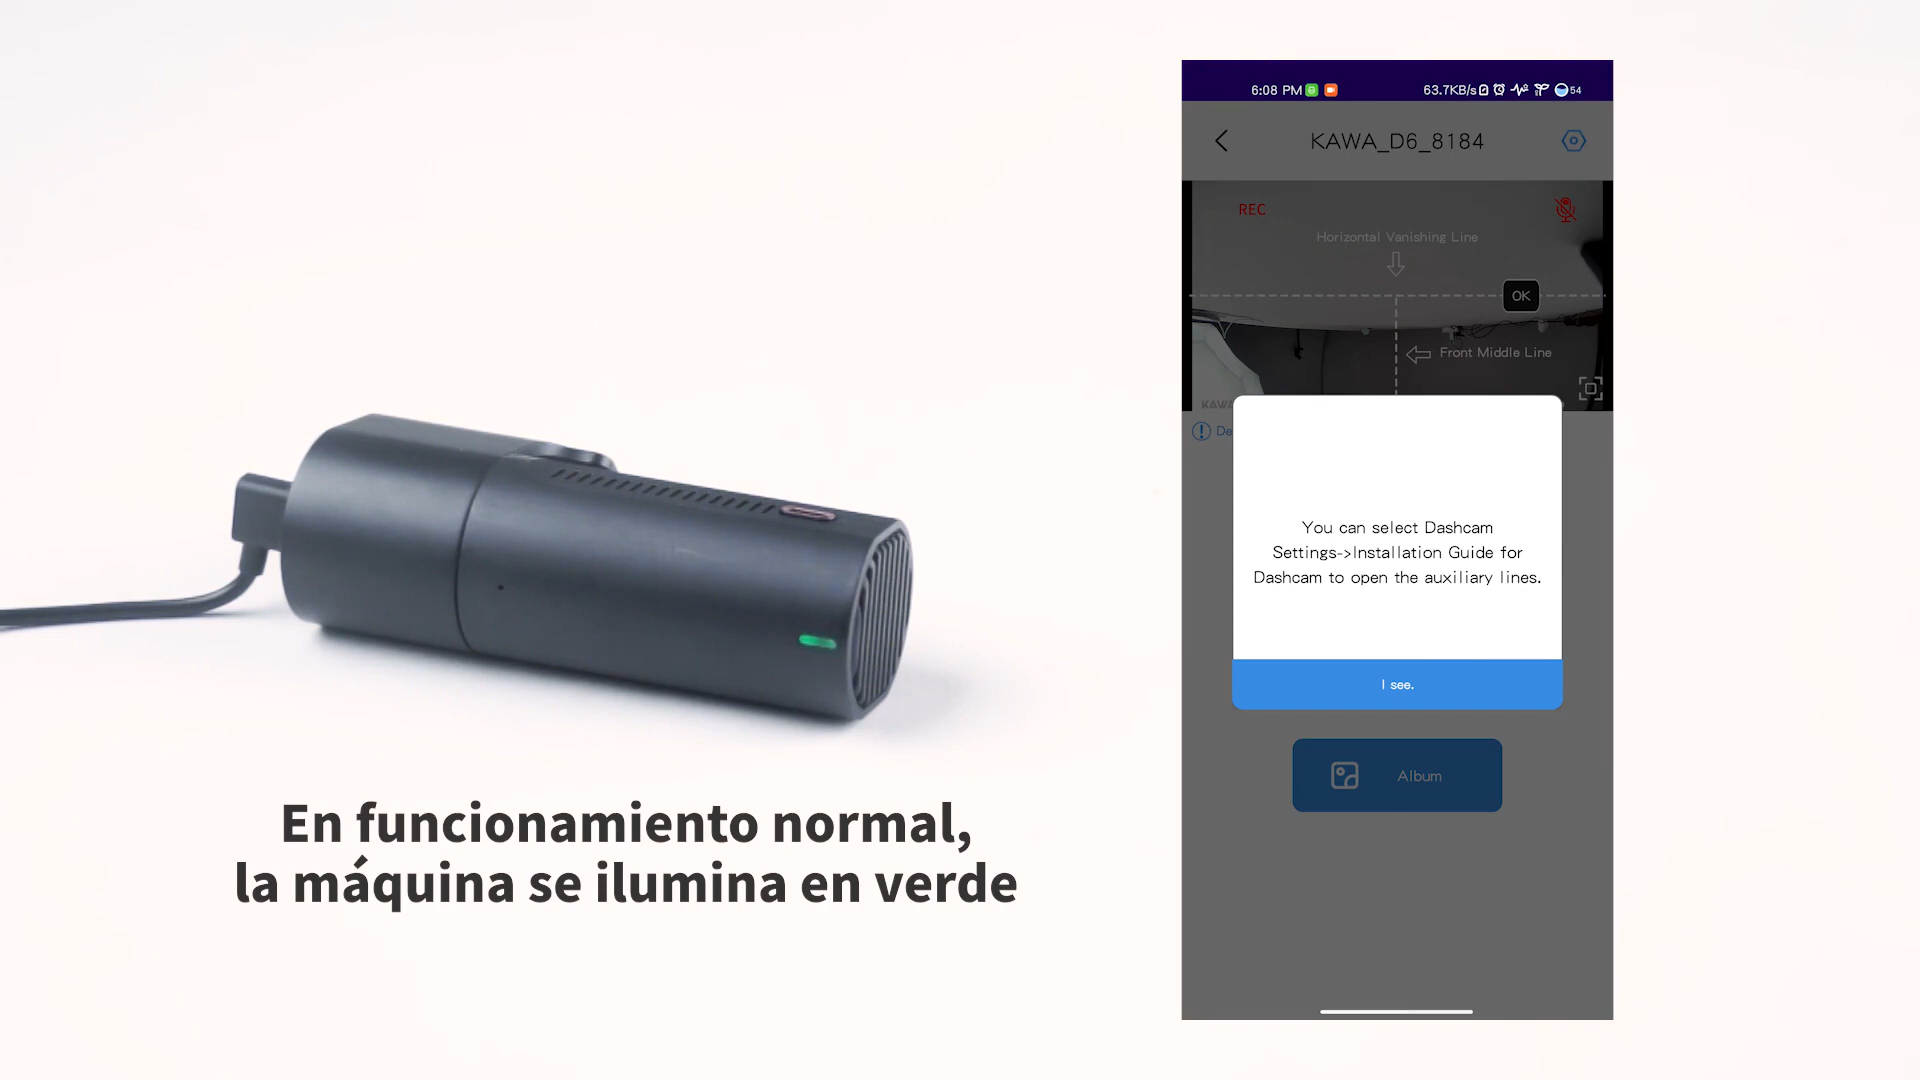 En funcionamiento normal,
la máquina se ilumina en verde
6:08 PM
63.7KB/s
54
KAWA_D6_8184
REC
Horizontal Vanishing Line
OK
Front Middle Line
KAWA
De
You can select Dashcam
Settings->Installation Guide for
Dashcam to open the auxiliary lines.
I see.
Album